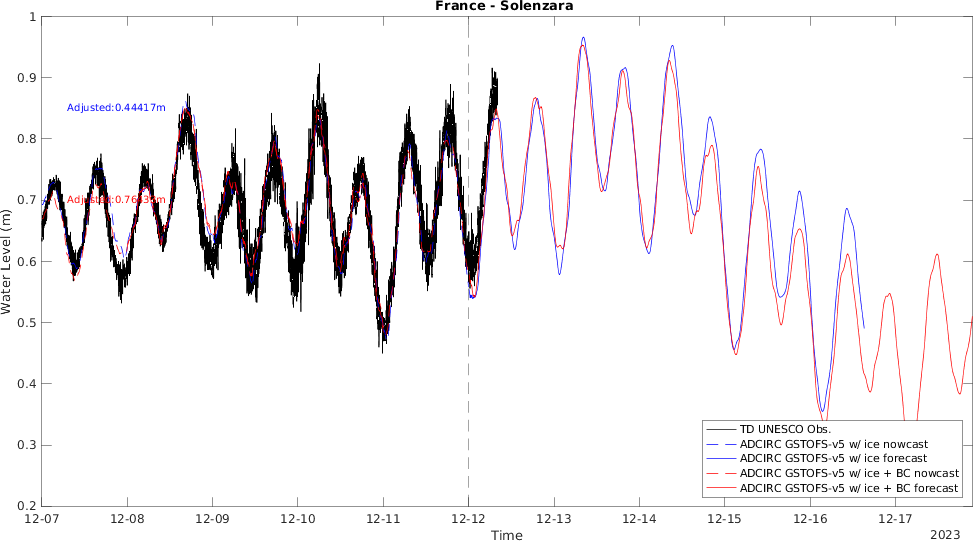 France - Solenzara
1
0.9
0.8
0.7
0.6
0.5
0.4
0.3
0.2
Water Level (m)
Adjusted:0.44417m
TD UNESCO Obs.
ADCIRC GSTOFS-v5 w/ ice nowcast
ADCIRC GSTOFS-v5 w/ ice forecast
ADCIRC GSTOFS-v5 w/ ice + BC nowcast
ADCIRC GSTOFS-v5 w/ ice + BC forecast
12-07 12-08 12-09 12-10 12-11 12-12 12-13 12-14 12-15 12-16 12-17
Time
2023